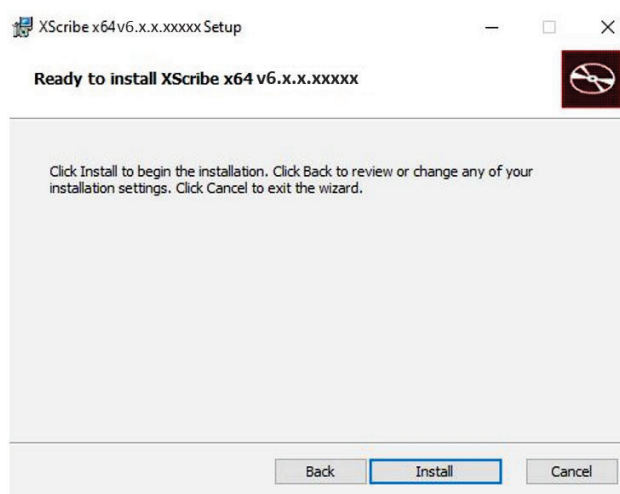 XScribe x64 v6.x.x.xxxxx Setup
Ready to install XScribe x64 v6.x.x.xxxxx
Click Install to begin the installation. Click Back to review or change any of your
installation settings. Click Cancel to exit the wizard.
Back Install Cancel